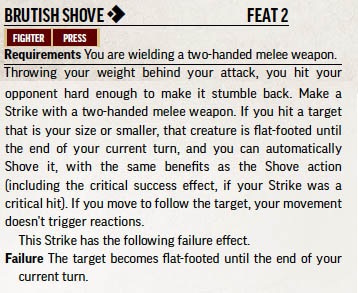 BRUTISH SHOVE FEAT 2
FIGHTER PRESS
Requirements You are wielding a two-handed melee weapon.
Throwing your weight behind your attack, you hit your
opponent hard enough to make it stumble back. Make a
Strike with a two-handed melee weapon. If you hit a target
that is your size or smaller, that creature is flat-footed until
the end of your current turn, and you can automatically
Shove it, with the same benefits as the Shove action
(including the critical success effect, if your Strike was a
critical hit). If you move to follow the target, your movement
doesn't trigger reactions.
This Strike has the following failure effect.
Failure The target becomes flat-footed until the end of your
current turn.